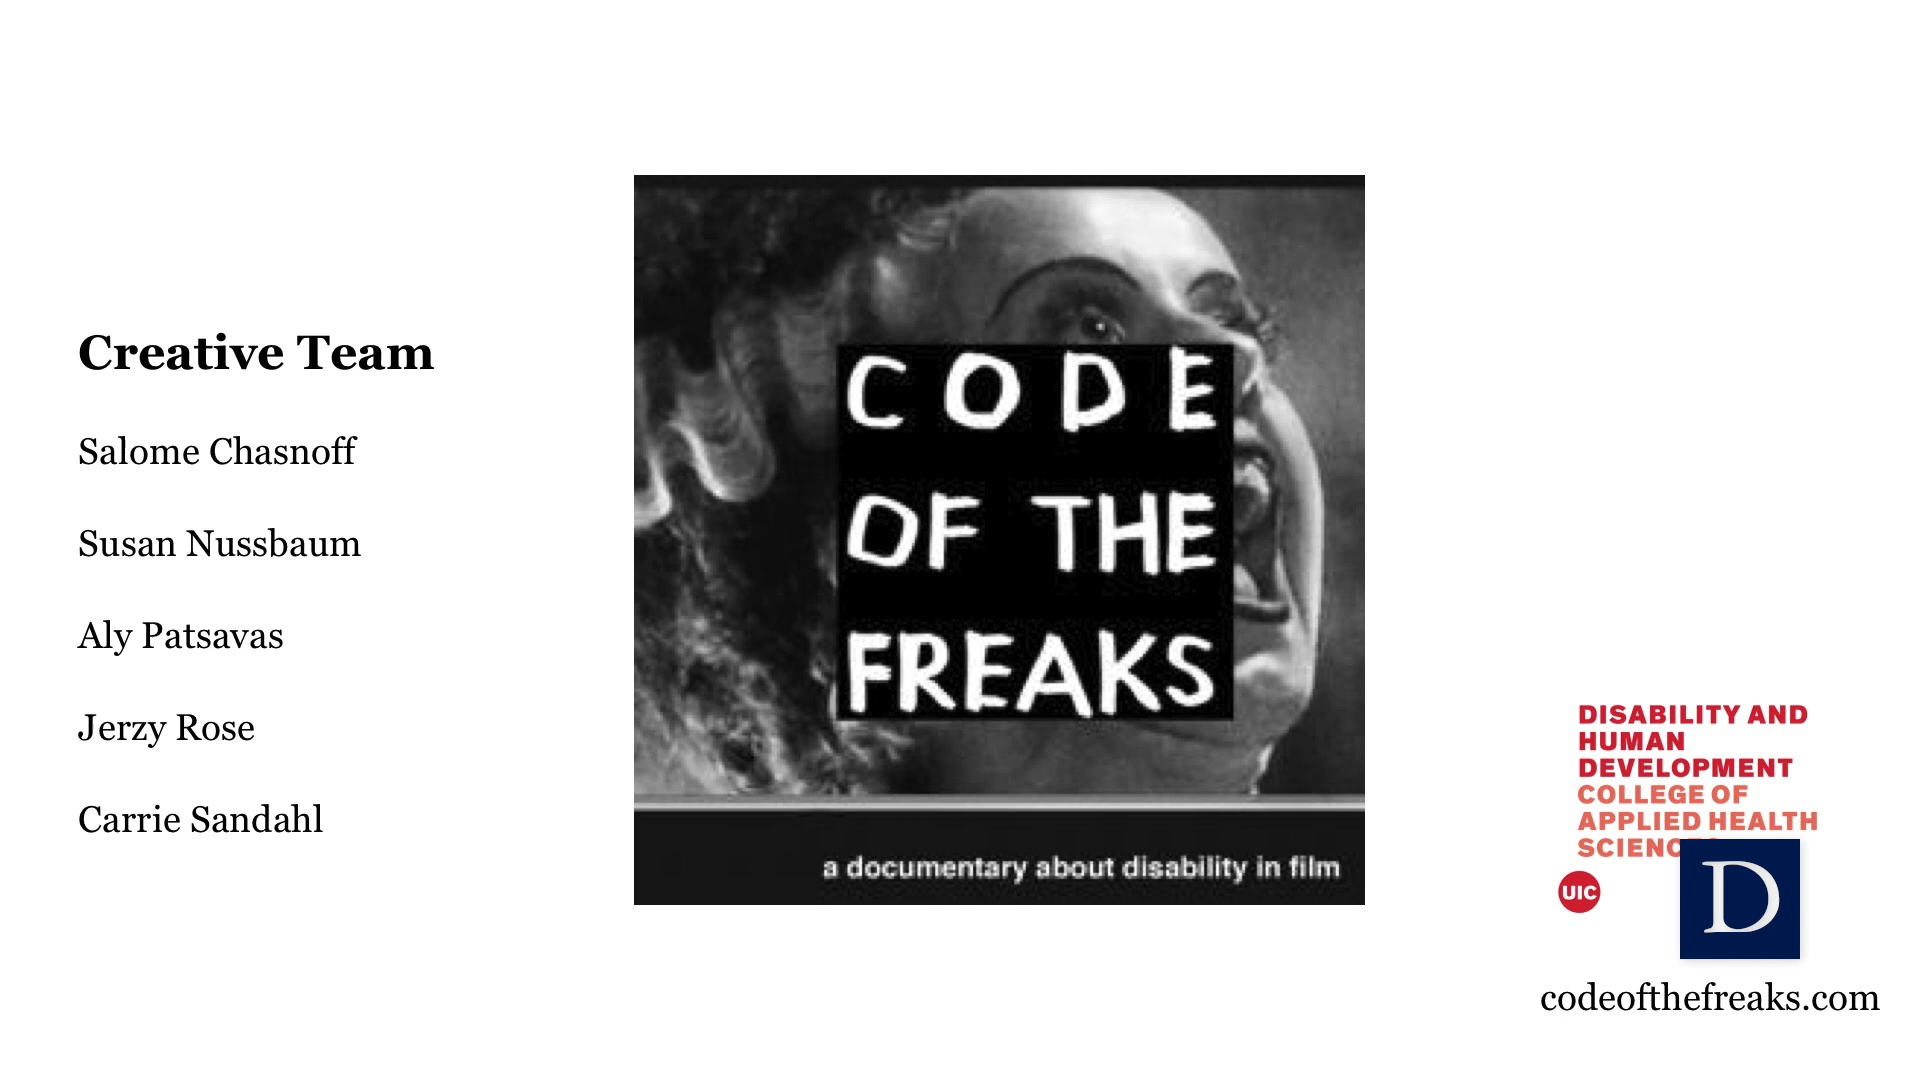 Creative Team
Salome Chasnoff
Susan Nussbaum
Aly Patsavas
Jerzy Rose
Carrie Sandahl
CODE
OF THE
FREAKS
a documentary about disability in film
DISABILITY AND
HUMAN
DEVELOPMENT
COLLEGE OF
APPLIED HEALTH
UIC
D
codeofthefreaks.com